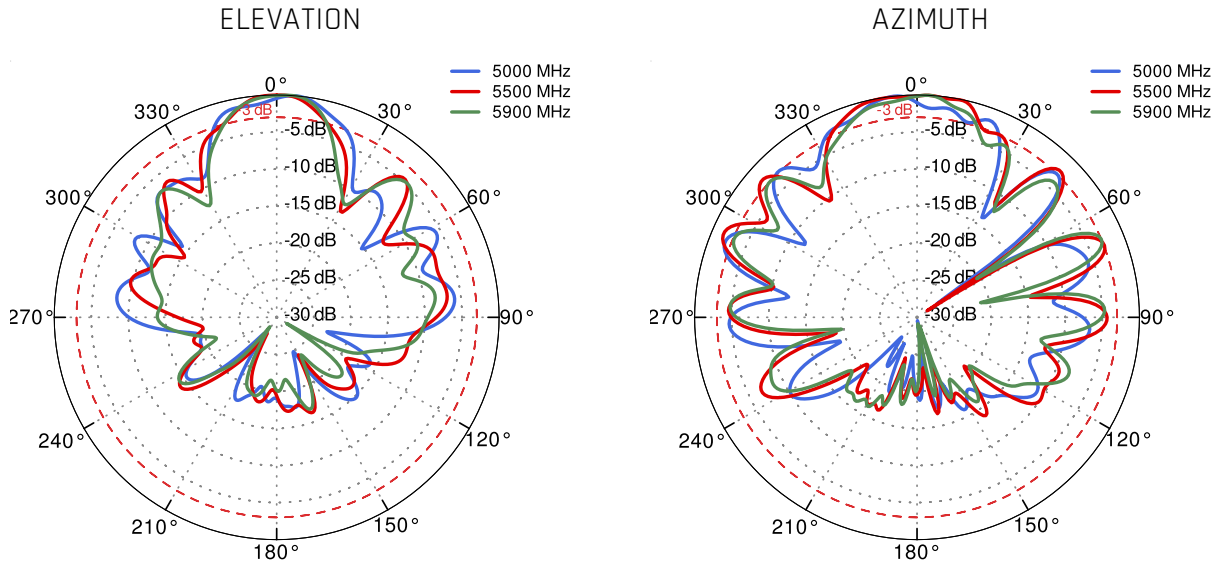 ELEVATION
5000 MHz
5500 MHz
5900 MHz
0°
330°
30°
-3 dB
-5 dB
-10 dB
300°
60°
-15 dB
-20 dB
-25 dB
270°
-30 dB
90°
240°
120°
210°
150°
180°
AZIMUTH
5000 MHz
5500 MHz
5900 MHz
0°
330°
30°
-3 dB
-5 dB
-10 dB
300°
60°
-15 dB
-20 dB
-25 dB
270°
-30 dB
90°
240°
120°
210°
150°
180°